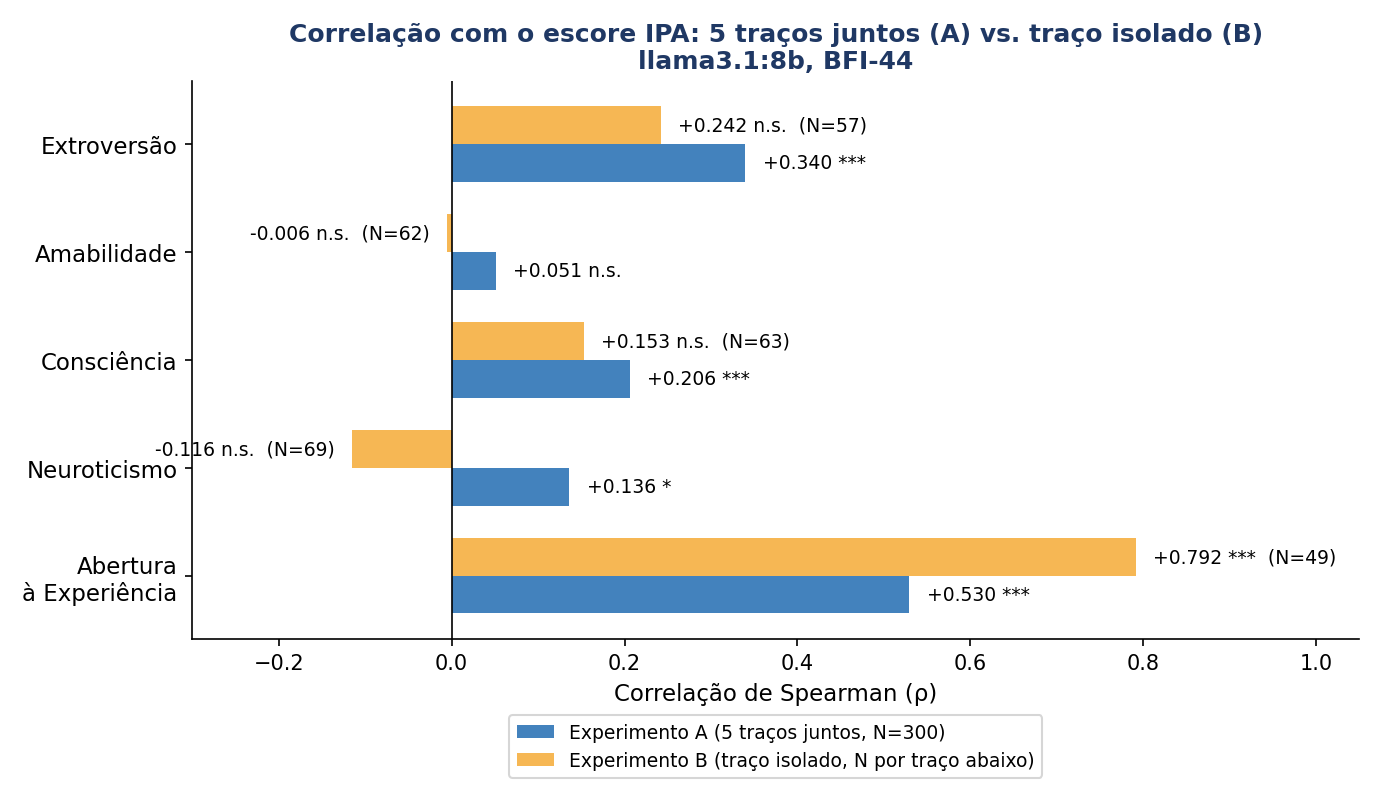 Correlação com o escore IPA: 5 traços juntos (A) vs. traço isolado (B)
llama3.1:8b, BFI-44
Extroversão
+0.242 n.s.  (N=57)
+0.340 ***
Amabilidade
-0.006 n.s.  (N=62)
+0.051 n.s.
Consciência
+0.153 n.s.  (N=63)
+0.206 ***
Neuroticismo
-0.116 n.s.  (N=69)
+0.136 *
Abertura
à Experiência
+0.792 ***  (N=49)
+0.530 ***
−0.2
0.0
0.2
0.4
0.6
0.8
1.0
Correlação de Spearman (ρ)
Experimento A (5 traços juntos, N=300)
Experimento B (traço isolado, N por traço abaixo)